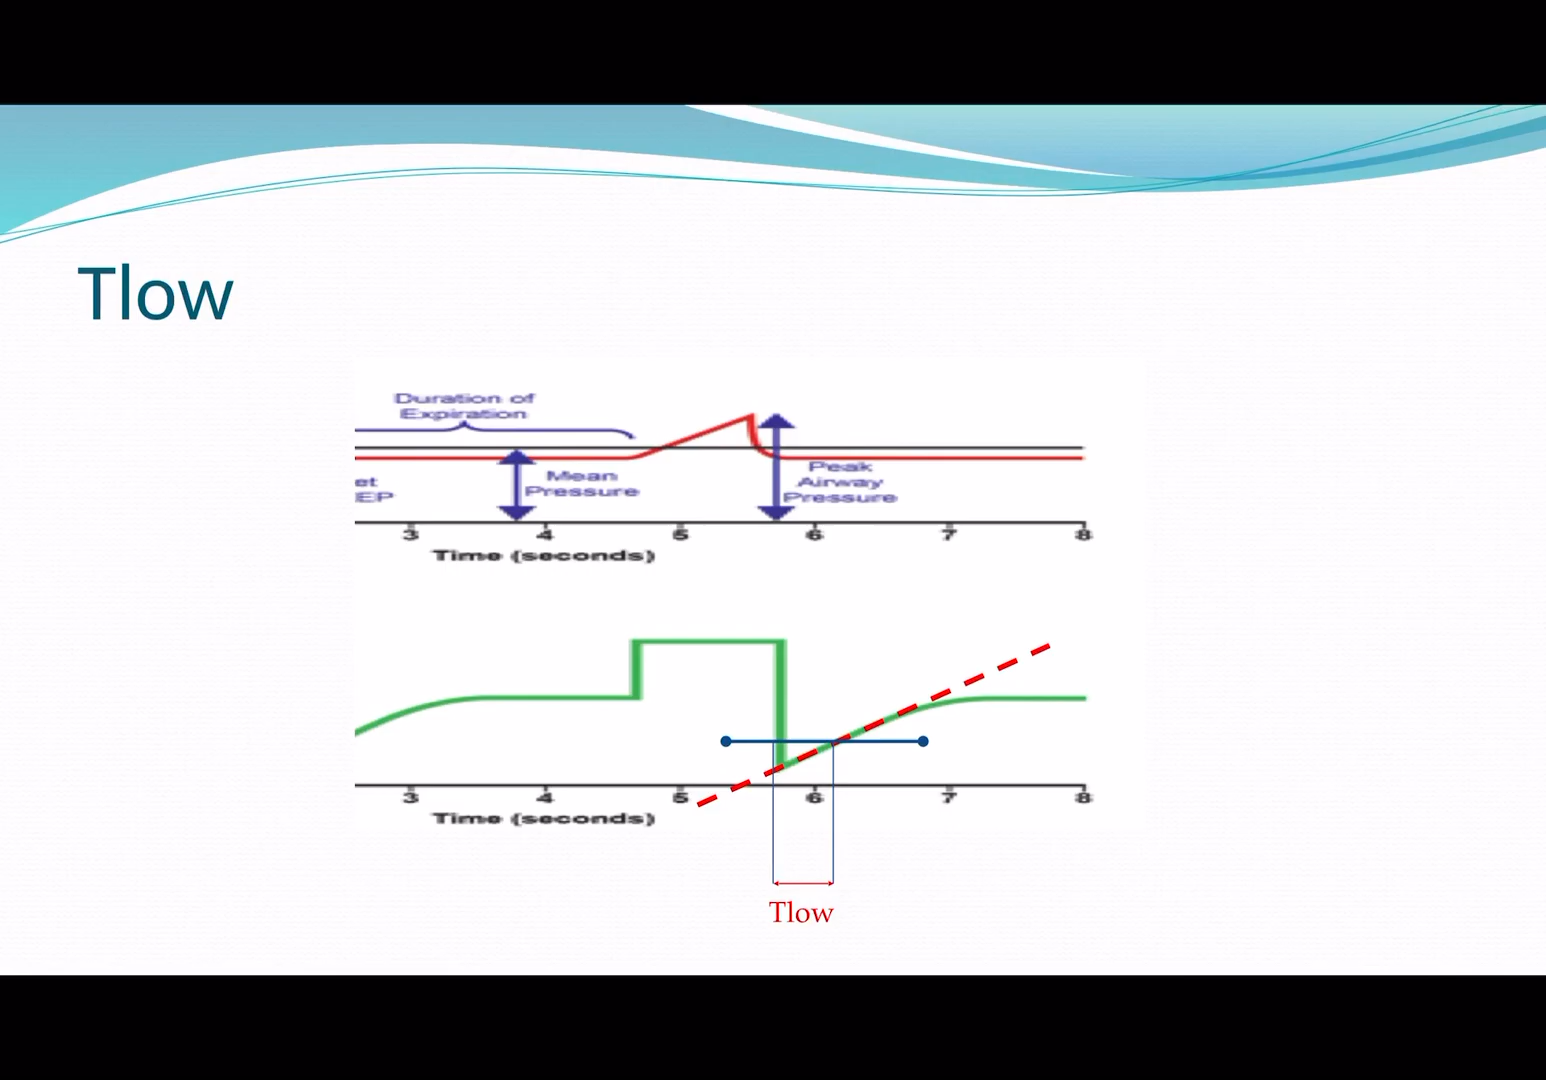 Tlow
Duration of
Expiration
et
EP
Mean
Pressure
Peak
Airway
Pressure
3 4 5 6 7 8
Time (seconds)
3 4 5 6 7 8
Time (seconds)
Tlow